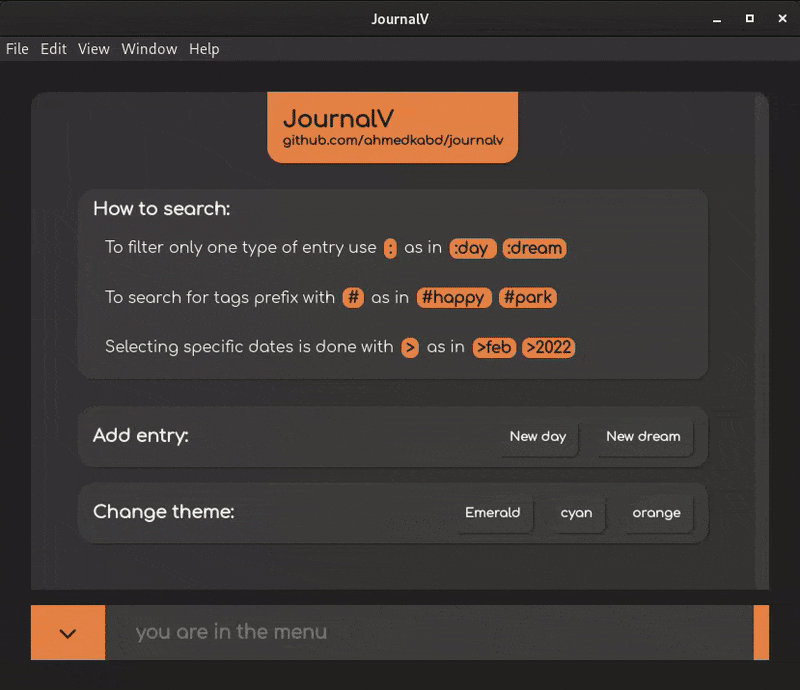 JournalV
File Edit View Window Help
JournalV
github.com/ahmedkabd/journalv
How to search:
To filter only one type of entry use : as in :day :dream
To search for tags prefix with # as in #happy #park
Selecting specific dates is done with > as in >feb >2022
Add entry: New day New dream
Change theme: Emerald cyan orange
you are in the menu